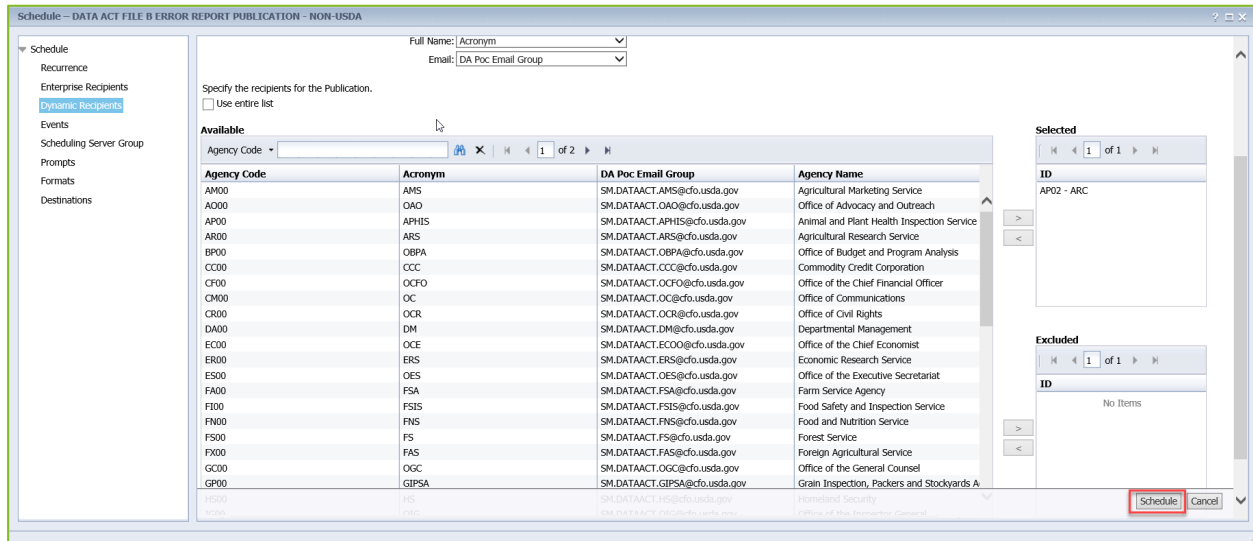 Schedule – DATA ACT FILE B ERROR REPORT PUBLICATION - NON-USDA
Schedule
Recurrence
Enterprise Recipients
Dynamic Recipients
Events
Scheduling Server Group
Prompts
Formats
Destinations
Full Name: Acronym
Email: DA Poc Email Group
Specify the recipients for the Publication.
Use entire list
Available
Agency Code 1 of 2
Agency Code Acronym DA Poc Email Group Agency Name
AM00 AMS SM.DATAACT.AMS@cfo.usda.gov Agricultural Marketing Service
AO00 OAO SM.DATAACT.OAO@cfo.usda.gov Office of Advocacy and Outreach
AP00 APHIS SM.DATAACT.APHIS@cfo.usda.gov Animal and Plant Health Inspection Service
AR00 ARS SM.DATAACT.ARS@cfo.usda.gov Agricultural Research Service
BP00 OBPA SM.DATAACT.OBPA@cfo.usda.gov Office of Budget and Program Analysis
CC00 CCC SM.DATAACT.CCC@cfo.usda.gov Commodity Credit Corporation
CF00 OCFO SM.DATAACT.OCFO@cfo.usda.gov Office of the Chief Financial Officer
CM00 OC SM.DATAACT.OC@cfo.usda.gov Office of Communications
CR00 OCR SM.DATAACT.OCR@cfo.usda.gov Office of Civil Rights
DA00 DM SM.DATAACT.DM@cfo.usda.gov Departmental Management
EC00 OCE SM.DATAACT.ECOO@cfo.usda.gov Office of the Chief Economist
ER00 ERS SM.DATAACT.ERS@cfo.usda.gov Economic Research Service
ES00 OES SM.DATAACT.OES@cfo.usda.gov Office of the Executive Secretariat
FA00 FSA SM.DATAACT.FSA@cfo.usda.gov Farm Service Agency
FI00 FSIS SM.DATAACT.FSIS@cfo.usda.gov Food Safety and Inspection Service
FN00 FNS SM.DATAACT.FNS@cfo.usda.gov Food and Nutrition Service
FS00 FS SM.DATAACT.FS@cfo.usda.gov Forest Service
FX00 FAS SM.DATAACT.FAS@cfo.usda.gov Foreign Agricultural Service
GC00 OGC SM.DATAACT.OGC@cfo.usda.gov Office of the General Counsel
GP00 GIPSA SM.DATAACT.GIPSA@cfo.usda.gov Grain Inspection, Packers and Stockyards A
HS00 HS SM.DATAACT.HS@cfo.usda.gov Homeland Security
IG00 OIG SM.DATAACT.OIG@cfo.usda.gov Office of the Inspector General
>
<
Selected
1 of 1
ID
AP02 - ARC
Excluded
1 of 1
ID
No Items
>
<
Schedule Cancel